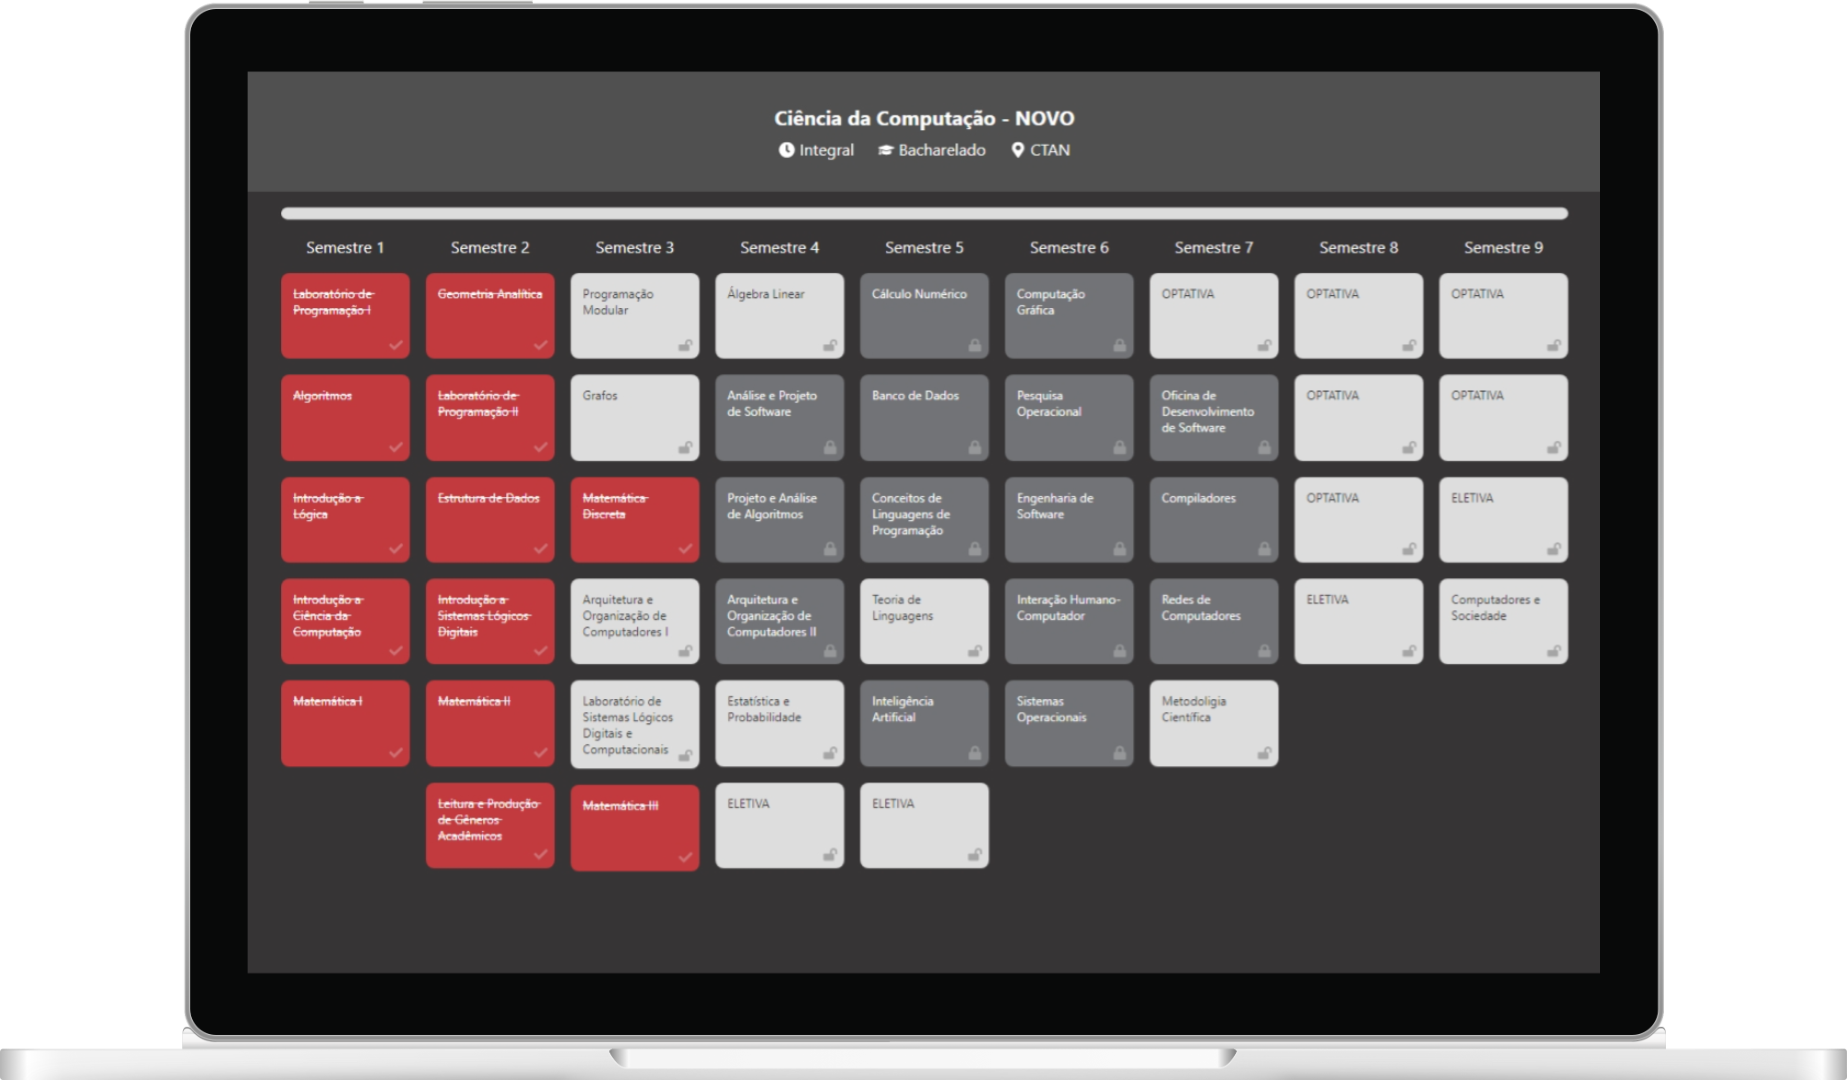 Ciência da Computação - NOVO
Integral Bacharelado CTAN
Semestre 1
Laboratório de
Programação I
Algoritmos
Introdução a
Lógica
Introdução a
Ciência da
Computação
Matemática I
Semestre 2
Geometria Analítica
Laboratório de
Programação II
Estrutura de Dados
Introdução a
Sistemas Lógicos
Digitais
Matemática II
Leitura e Produção
de Gêneros
Acadêmicos
Semestre 3
Programação
Modular
Grafos
Matemática
Discreta
Arquitetura e
Organização de
Computadores I
Laboratório de
Sistemas Lógicos
Digitais e
Computacionais
Matemática III
Semestre 4
Álgebra Linear
Análise e Projeto
de Software
Projeto e Análise
de Algoritmos
Arquitetura e
Organização de
Computadores II
Estatística e
Probabilidade
ELETIVA
Semestre 5
Cálculo Numérico
Banco de Dados
Conceitos de
Linguagens de
Programação
Teoria de
Linguagens
Inteligência
Artificial
ELETIVA
Semestre 6
Computação
Gráfica
Pesquisa
Operacional
Engenharia de
Software
Interação Humano-
Computador
Sistemas
Operacionais
Semestre 7
OPTATIVA
Oficina de
Desenvolvimento
de Software
Compiladores
Redes de
Computadores
Metodoligia
Científica
Semestre 8
OPTATIVA
OPTATIVA
OPTATIVA
ELETIVA
Semestre 9
OPTATIVA
OPTATIVA
ELETIVA
Computadores e
Sociedade